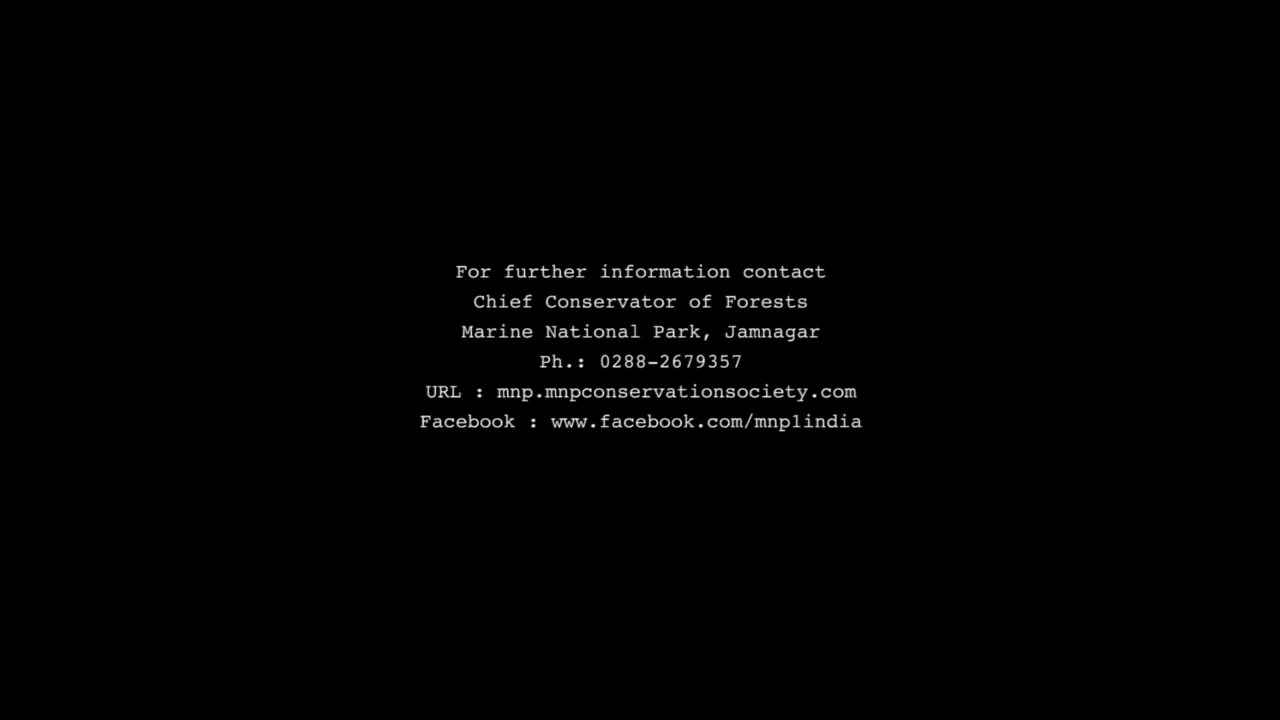 For further information contact
Chief Conservator of Forests
Marine National Park, Jamnagar
Ph.: 0288-2679357
URL : mnp.mnpconservationsociety.com
Facebook : www.facebook.com/mnp1india